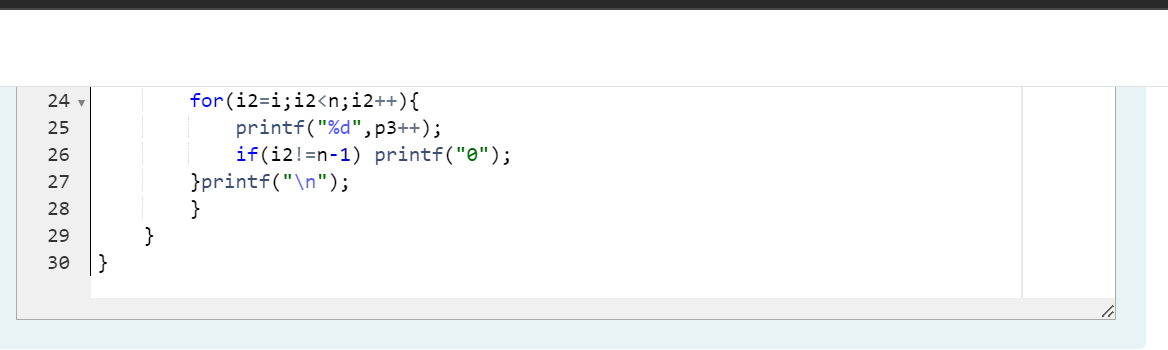 24 for(i2=i;i2<n;i2++){
25 printf("%d",p3++);
26 if(i2!=n-1) printf("0");
27 }printf("\n");
28 }
29 }
30 }